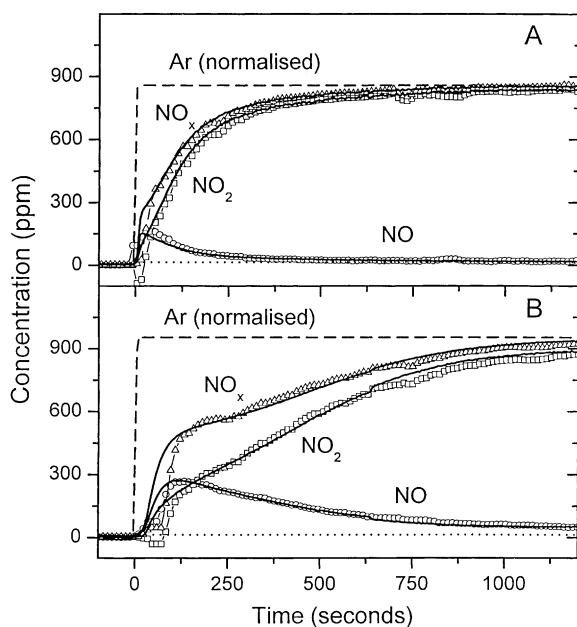 A
Ar (normalised)
900
NOx
600
NO2
300
NO
0
B
Ar (normalised)
900
NOx
600
NO2
300
NO
0
0 250 500 750 1000
Time (seconds)
Concentration (ppm)